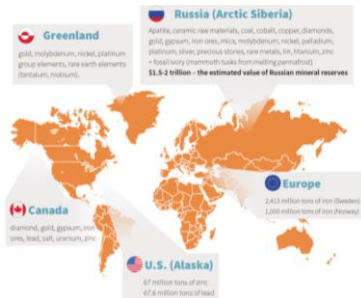 Greenland
gold, molybdenum, nickel, platinum
group elements, rare earth elements
(tantalum, niobium).
Russia (Arctic Siberia)
Apatite, ceramic raw materials, coal, cobalt, copper, diamonds,
gold, gypsum, iron ores, mica, molybdenum, nickel, palladium,
platinum, silver, precious stones, rare metals, tin, titanium, zinc
+ fossil ivory (mammoth tusks from melting permafrost)
$1.5-2 trillion – the estimated value of Russian mineral reserves
Europe
2,413 million tons of iron (Sweden)
1,000 million tons of iron (Norway)
Canada
diamond, gold, gypsum, iron
ores, lead, salt, uranium, zinc
U.S. (Alaska)
67 million tons of zinc
67.6 million tons of lead